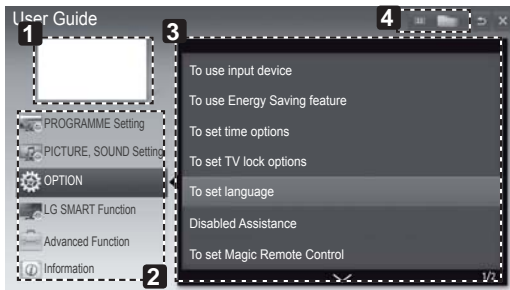 User Guide
1
3
4
To use input device
To use Energy Saving feature
To set time options
To set TV lock options
To set language
Disabled Assistance
To set Magic Remote Control
1/2
PROGRAMME Setting
PICTURE, SOUND Setting
OPTION
LG SMART Function
Advanced Function
Information
2